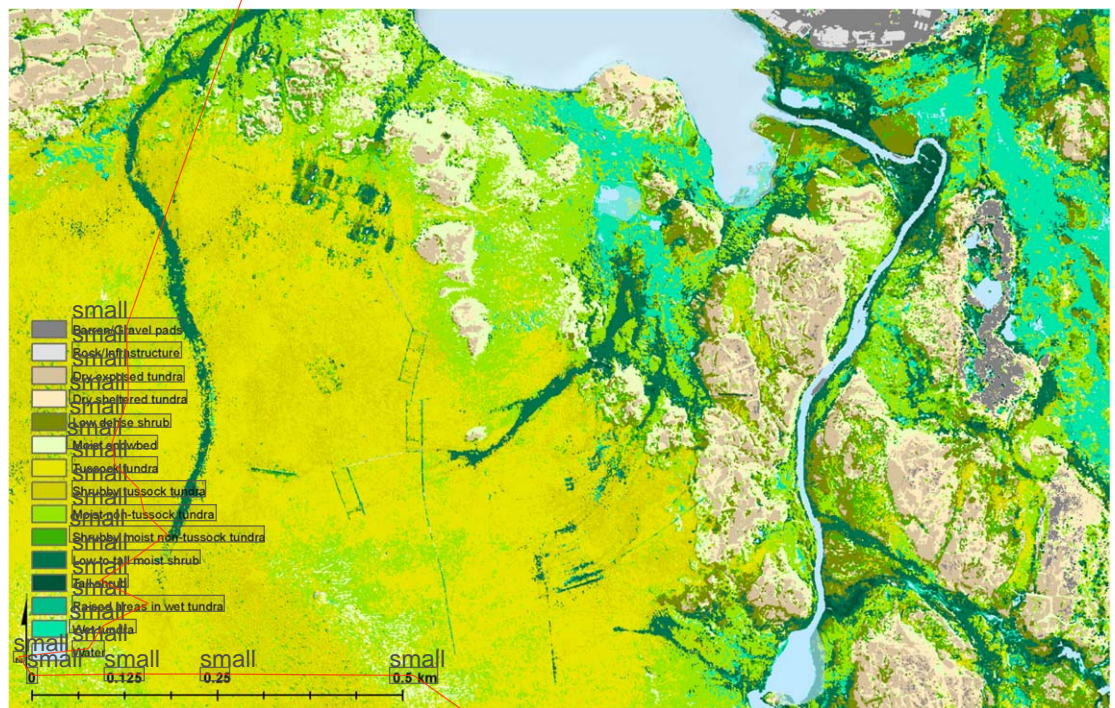 small
Barren/Gravel pads
small
Rock/Infrastructure
small
Dry exposed tundra
small
Dry sheltered tundra
small
Low dense shrub
small
Moist snowbed
small
Tussock tundra
small
Shrubby tussock tundra
small
Moist non-tussock tundra
small
Shrubby moist non-tussock tundra
small
Low to tall moist shrub
small
Tall shrub
small
Raised areas in wet tundra
small
Wet tundra
small
small
Water
small small small small
0 0.125 0.25 0.5 km